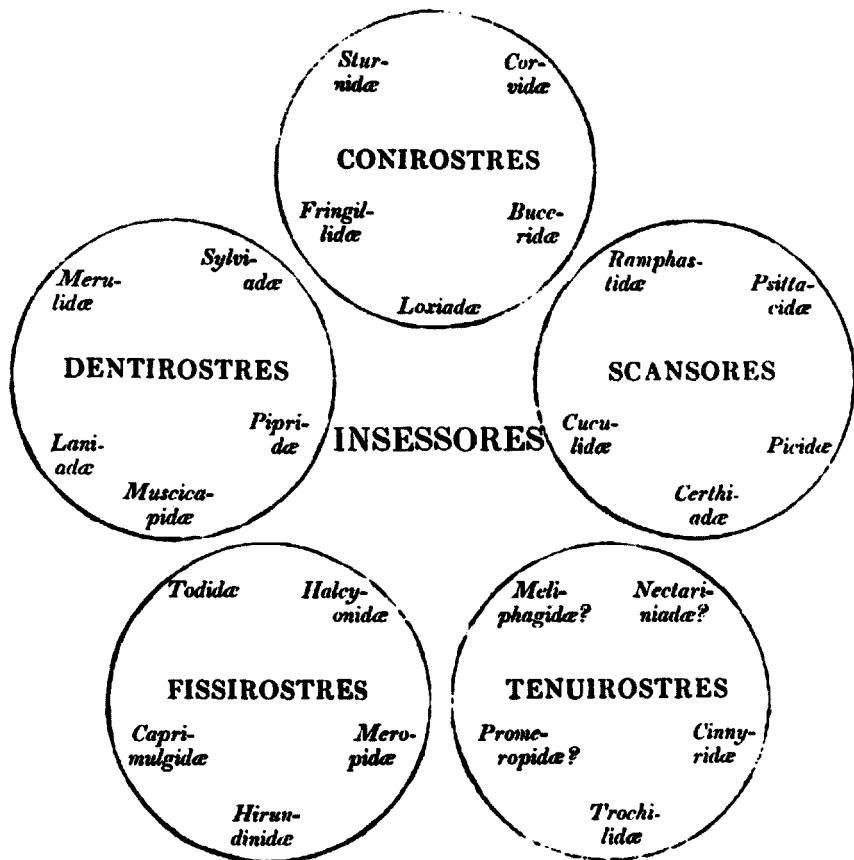 Stur-
nidæ
Cor-
vidæ
CONIROSTRES
Fringil-
lidæ
Buce-
ridæ
Loxiadæ
Meru-
lidæ
Sylvi-
adæ
DENTIROSTRES
Lani-
adæ
Pipri-
dæ
Muscica-
pidæ
INSESSORES
Ramphas-
tidæ
Psitta-
cidæ
SCANSORES
Cucu-
lidæ
Picidæ
Certhi-
adæ
Todidæ
Halcy-
onidæ
FISSIROSTRES
Capri-
mulgidæ
Mero-
pidæ
Hirun-
dinidæ
Meli-
phagidæ?
Nectari-
niadæ?
TENUIROSTRES
Prome-
ropidæ?
Cinny-
ridæ
Trochi-
lidæ